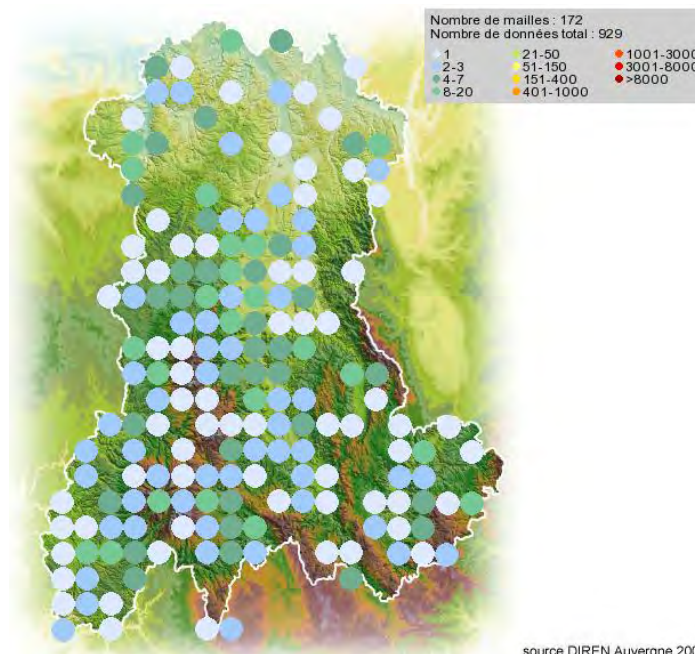 Nombre de mailles : 172
Nombre de données total : 929
1 21-50 1001-3000
2-3 51-150 3001-8000
4-7 151-400 >8000
8-20 401-1000
source DIREN Auvergne